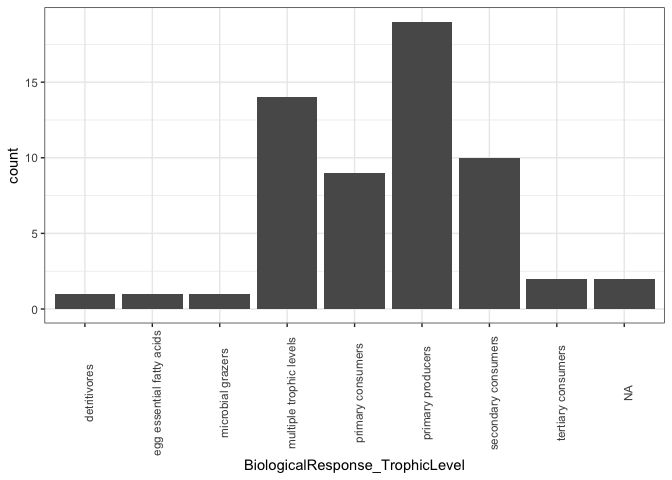 count
15
10
5
0
detritivores
egg essential fatty acids
microbial grazers
multiple trophic levels
primary consumers
primary producers
secondary consumers
tertiary consumers
NA
BiologicalResponse_TrophicLevel